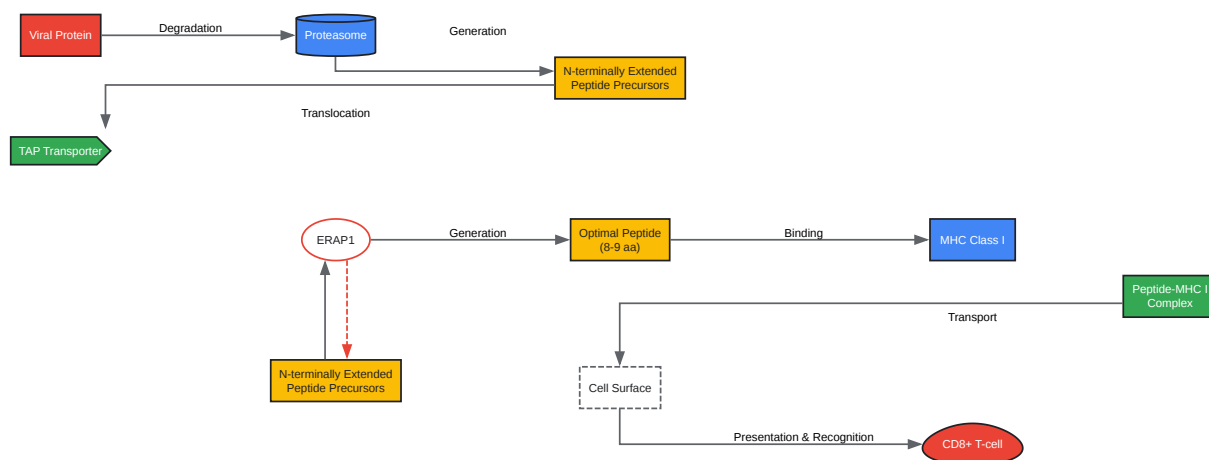 Viral Protein
Degradation
Proteasome
Generation
N-terminally Extended
Peptide Precursors
Translocation
TAP Transporter
ERAP1
Generation
Optimal Peptide
(8-9 aa)
Binding
MHC Class I
Peptide-MHC I
Complex
Transport
N-terminally Extended
Peptide Precursors
Cell Surface
Presentation & Recognition
CD8+ T-cell